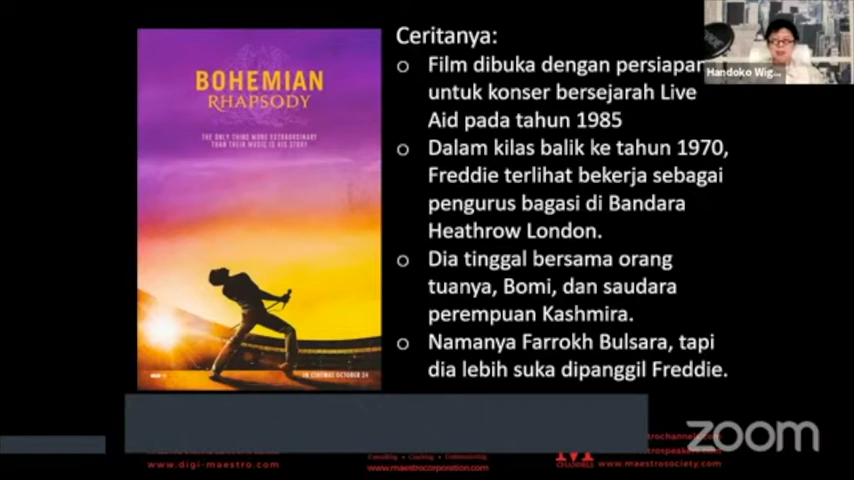 BOHEMIAN
RHAPSODY
THE ONLY THING MORE EXTRAORDINARY
THAN THEIR MUSIC IS HIS STORY
IN CINEMAS OCTOBER 24
Ceritanya:
o Film dibuka dengan persiapan
untuk konser bersejarah Live
Aid pada tahun 1985
o Dalam kilas balik ke tahun 1970,
Freddie terlihat bekerja sebagai
pengurus bagasi di Bandara
Heathrow London.
o Dia tinggal bersama orang
tuanya, Bomi, dan saudara
perempuan Kashmira.
o Namanya Farrokh Bulsara, tapi
dia lebih suka dipanggil Freddie.
Handoko Wig...
zoom
www.digi-maestro.com
Consulting • Coaching •
www.maestrocorporation.com
M
CHANNELS
www.maestrosociety.com